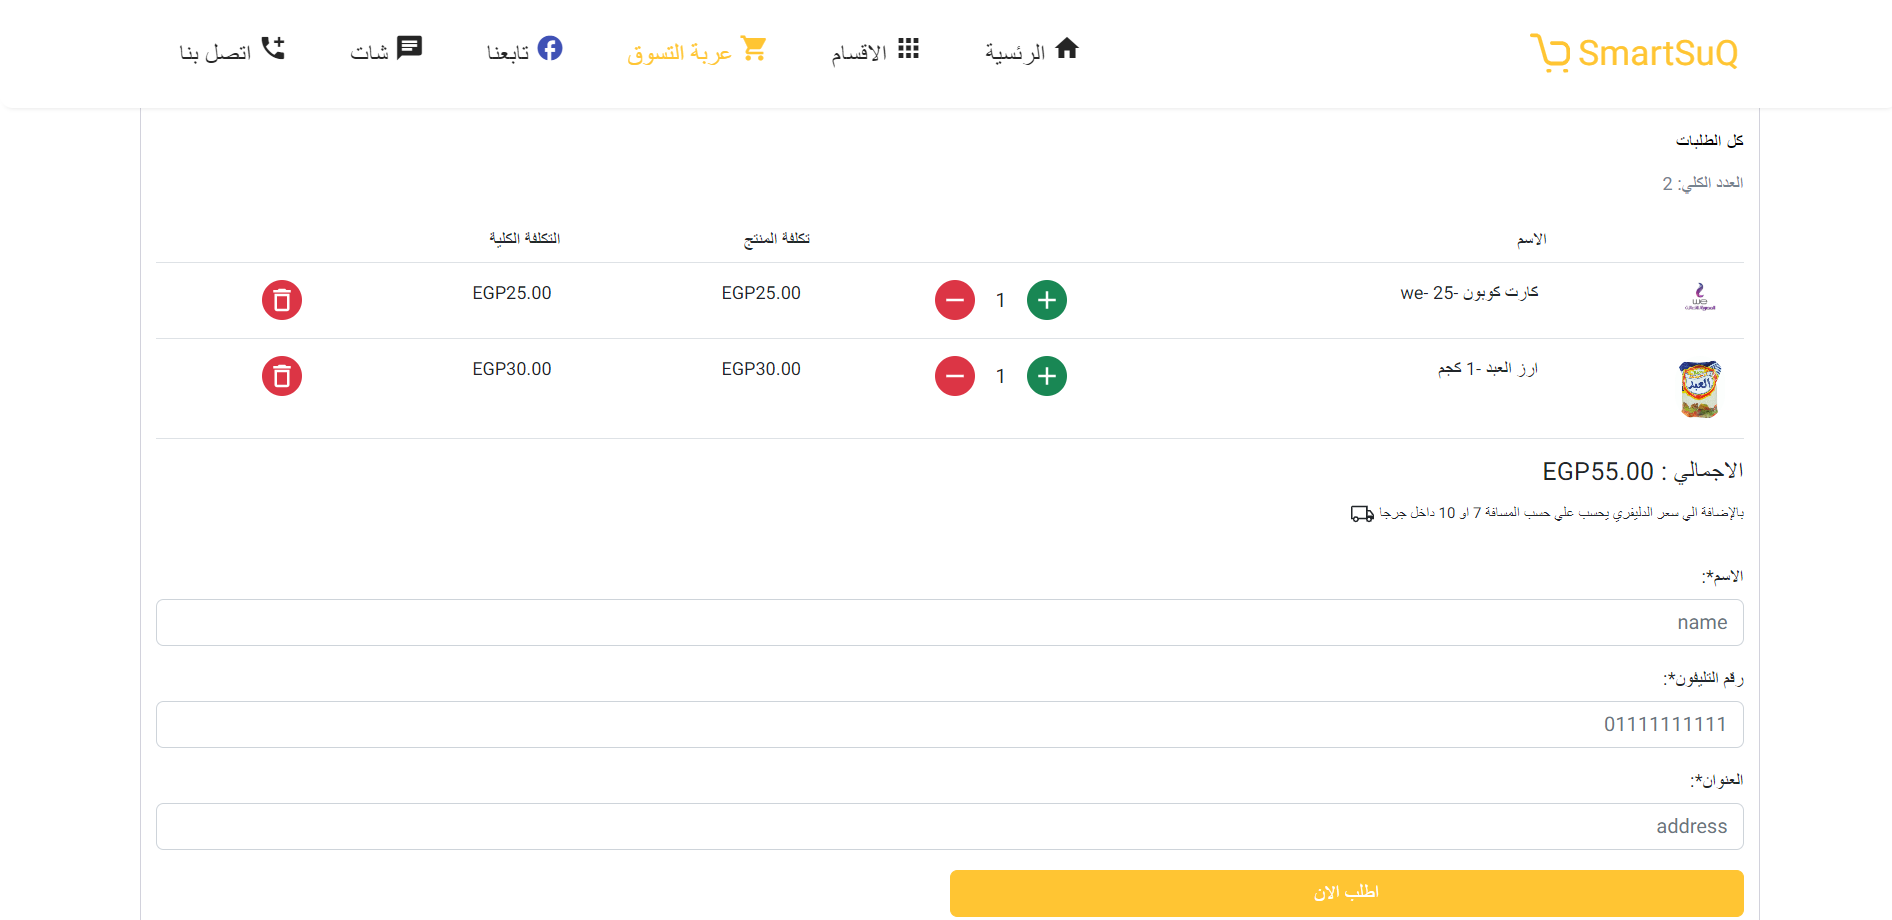 SmartSuQ
الرئسية
الاقسام
عربة التسوق
تابعنا
شات
اتصل بنا
كل الطلبات
العدد الكلي: 2
الاسم تكلفة المنتج التكلفة الكلية
we
كارت كوبون -25 -we 1 EGP25.00 EGP25.00
العبد
ارز العبد -1 كجم 1 EGP30.00 EGP30.00
الاجمالي : EGP55.00
بالإضافة الي سعر الدليفري يحسب علي حسب المسافة 7 او 10 داخل جرجا
الاسم*:
name
رقم التليفون*:
01111111111
العنوان*:
address
اطلب الان